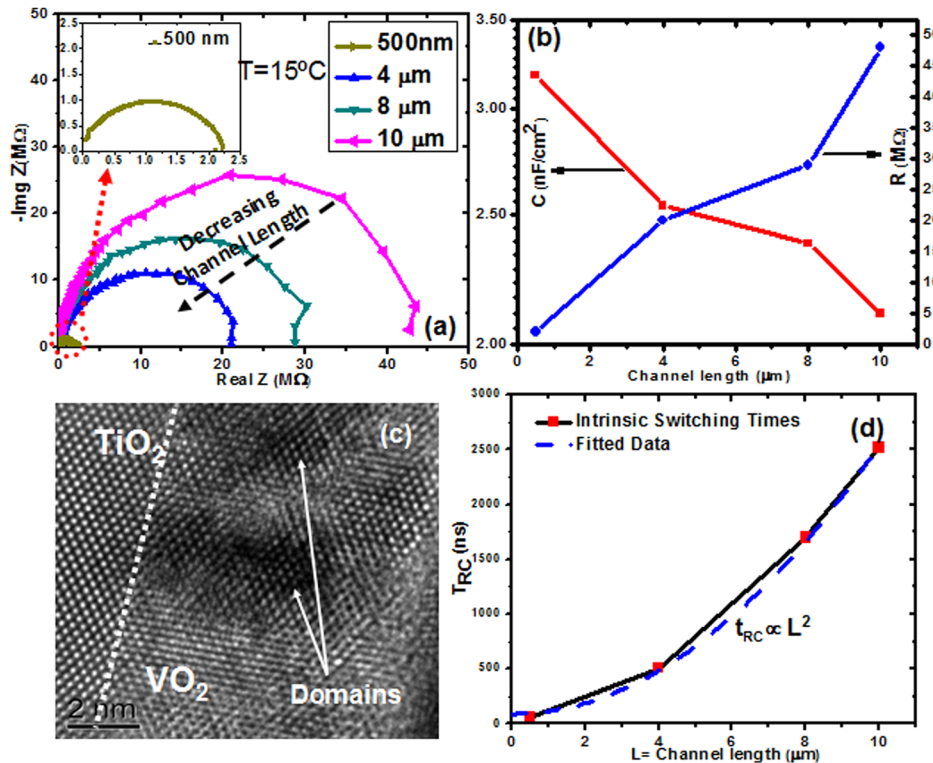 50
40
30
20
10
0
-Img Z(MΩ)
2.5
2.0
1.5
1.0
0.5
0.0
0.0 0.5 1.0 1.5 2.0 2.5
500 nm
T=15ºC
500nm
4 μm
8 μm
10 μm
Decreasing
Channel Length
(a)
0 10 20 30 40 50
Real Z (MΩ)
(b)
3.50
3.00
2.50
2.00
C (nF/cm²)
R (MΩ)
50
45
40
35
30
25
20
15
10
5
0
0 2 4 6 8 10
Channel length (μm)
(c)
TiO₂
VO₂
Domains
2 nm
(d)
Intrinsic Switching Times
Fitted Data
3000
2500
2000
1500
1000
500
0
T_RC (ns)
t_RC ∝ L²
0 2 4 6 8 10
L= Channel length (μm)